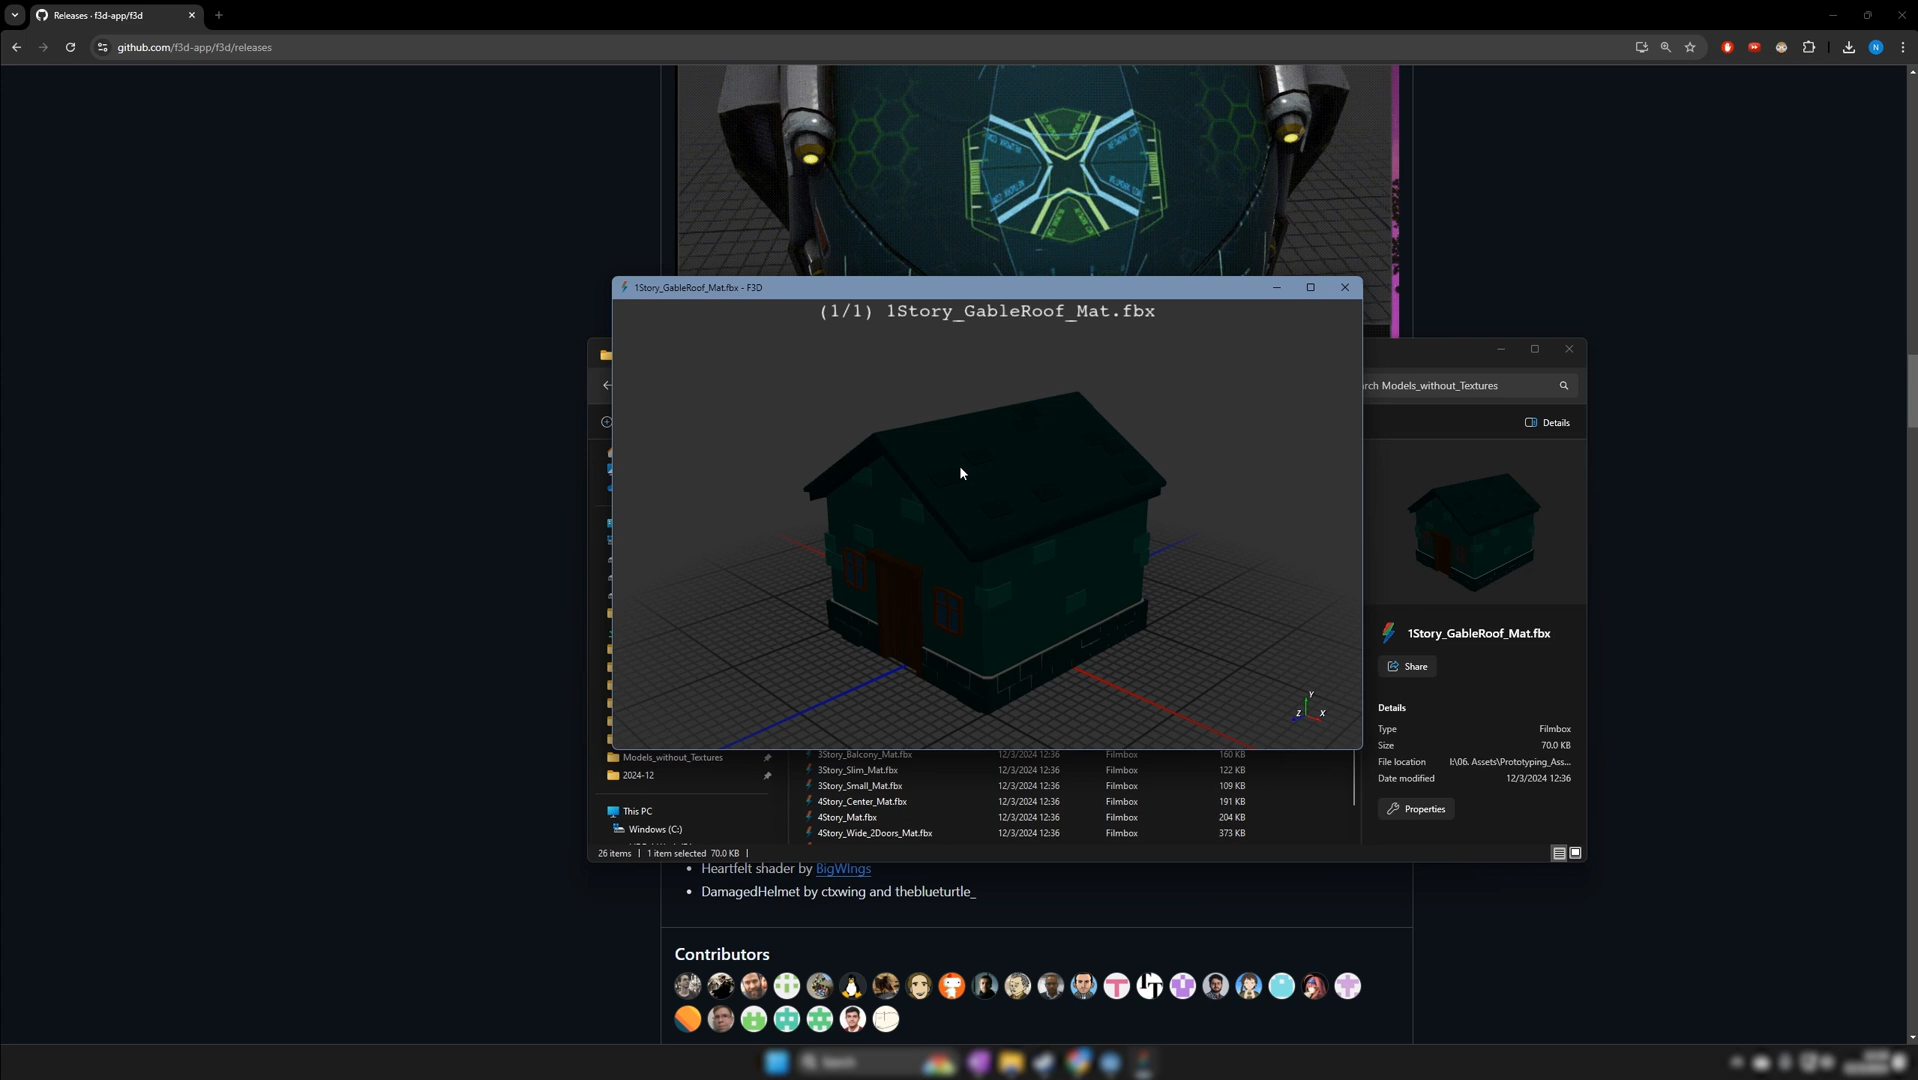 Releases · f3d-app/f3d
github.com/f3d-app/f3d/releases
N
1Story_GableRoof_Mat.fbx - F3D
(1/1) 1Story_GableRoof_Mat.fbx
Y
Z
X
rch Models_without_Textures
Details
1Story_GableRoof_Mat.fbx
Share
Details
Type Filmbox
Size 70.0 KB
File location I:\06. Assets\Prototyping_Ass...
Date modified 12/3/2024 12:36
Properties
Models_without_Textures
2024-12
This PC
Windows (C:)
3Story_Balcony_Mat.fbx 12/3/2024 12:36 Filmbox 160 KB
3Story_Slim_Mat.fbx 12/3/2024 12:36 Filmbox 122 KB
3Story_Small_Mat.fbx 12/3/2024 12:36 Filmbox 109 KB
4Story_Center_Mat.fbx 12/3/2024 12:36 Filmbox 191 KB
4Story_Mat.fbx 12/3/2024 12:36 Filmbox 204 KB
4Story_Wide_2Doors_Mat.fbx 12/3/2024 12:36 Filmbox 373 KB
26 items | 1 item selected 70.0 KB |
• Heartfelt shader by BigWIngs
• DamagedHelmet by ctxwing and theblueturtle_
Contributors